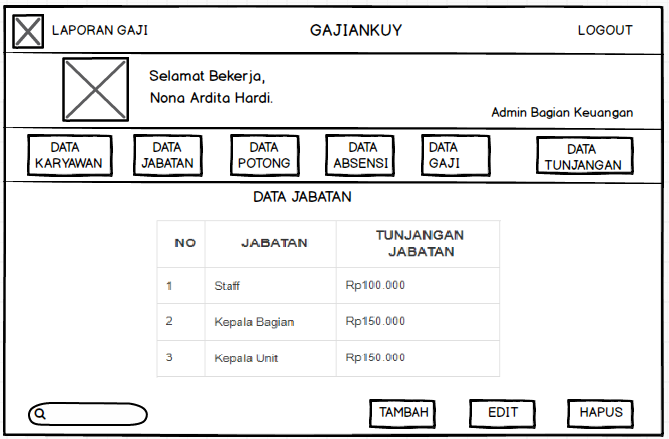 LAPORAN GAJI GAJIANKUY LOGOUT
Selamat Bekerja,
Nona Ardita Hardi.
Admin Bagian Keuangan
DATA KARYAWAN
DATA JABATAN
DATA POTONG
DATA ABSENSI
DATA GAJI
DATA TUNJANGAN
DATA JABATAN
NO JABATAN TUNJANGAN JABATAN
1 Staff Rp100.000
2 Kepala Bagian Rp150.000
3 Kepala Unit Rp150.000
TAMBAH EDIT HAPUS